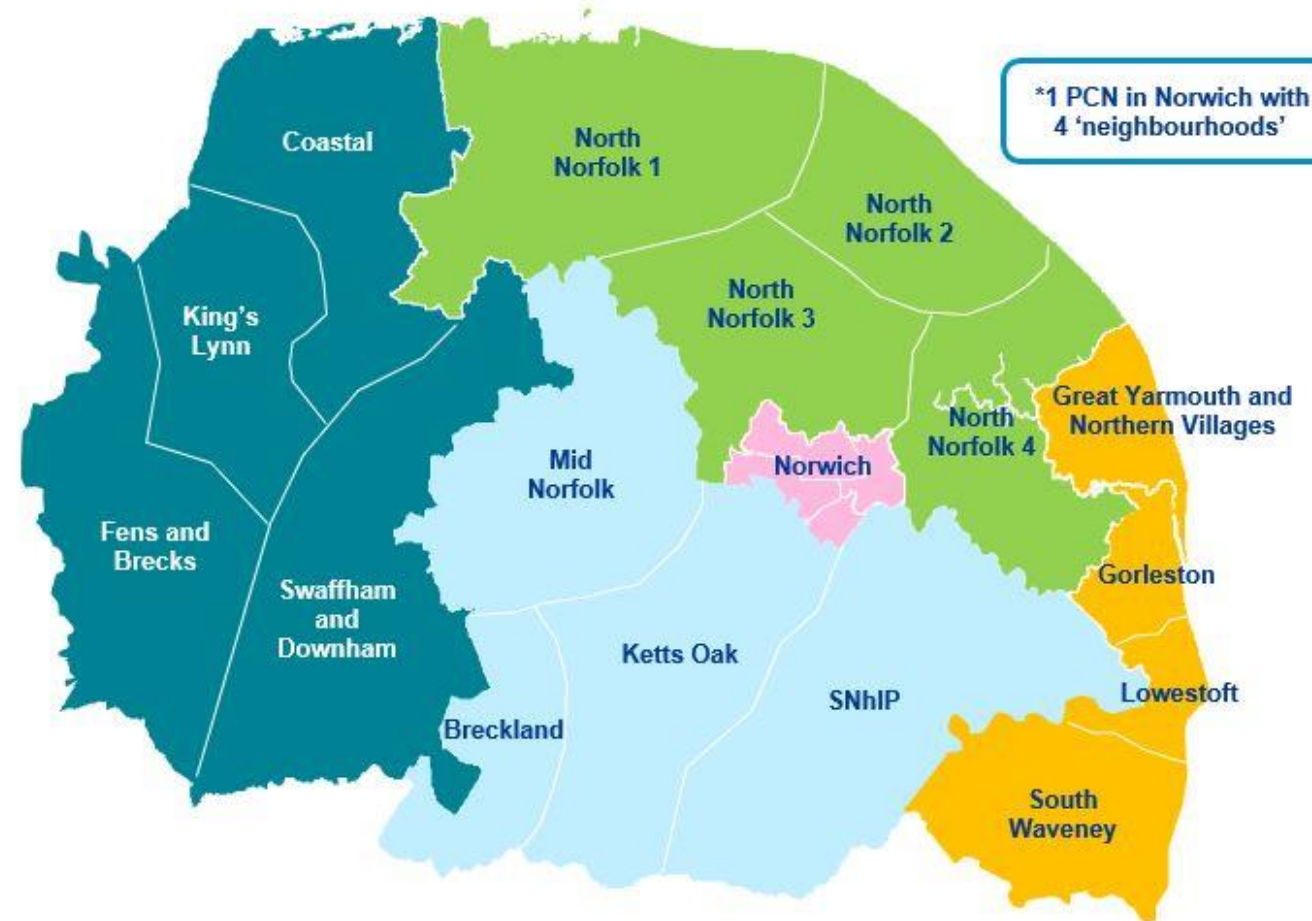 *1 PCN in Norwich with
4 ‘neighbourhoods’
Coastal
North
Norfolk 1
North
Norfolk 2
North
Norfolk 3
King’s
Lynn
Great Yarmouth and
Northern Villages
North
Norfolk 4
Norwich
Mid
Norfolk
Fens and
Brecks
Gorleston
Swaffham
and
Downham
Ketts Oak
Lowestoft
SNhIP
Breckland
South
Waveney